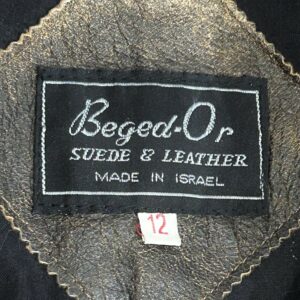 Beged-Or
SUEDE & LEATHER
MADE IN ISRAEL
12